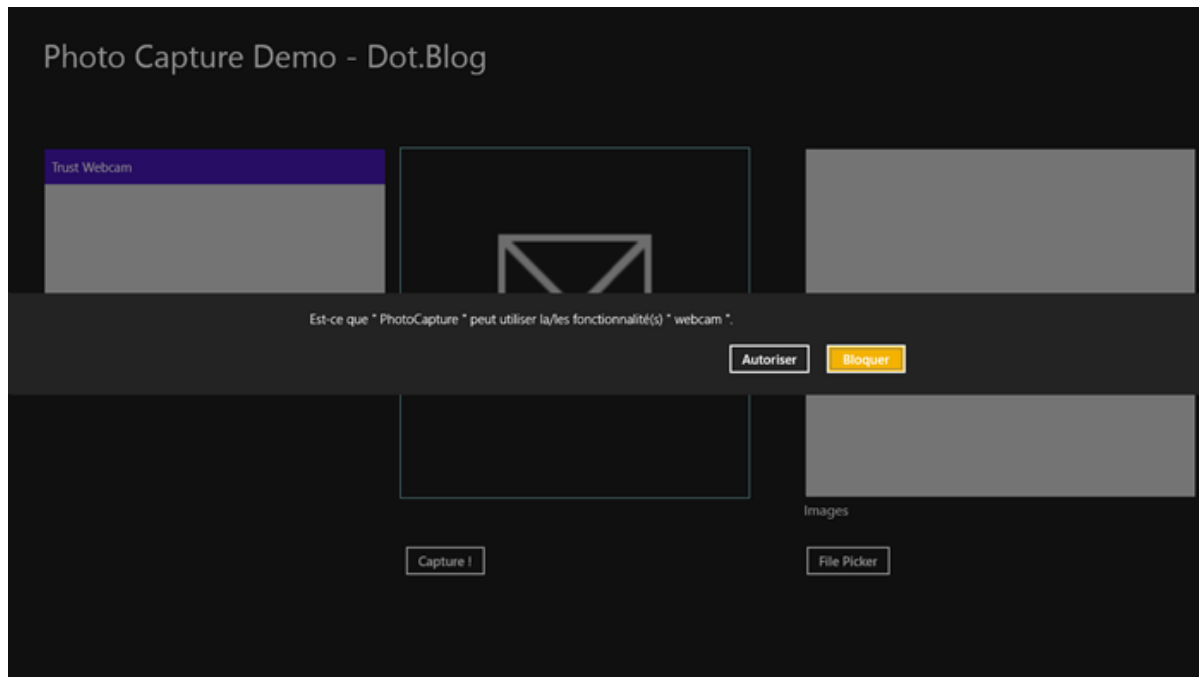 Photo Capture Demo - Dot.Blog
Trust Webcam
Est-ce que " PhotoCapture " peut utiliser la/les fonctionnalité(s) " webcam ".
Autoriser
Bloquer
Images
Capture !
File Picker